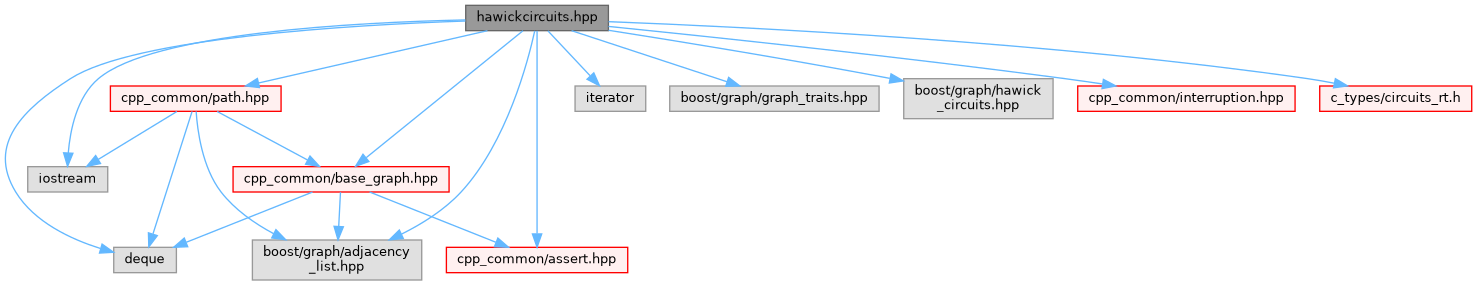 hawickcircuits.hpp
cpp_common/path.hpp
iterator
boost/graph/graph_traits.hpp
boost/graph/hawick
_circuits.hpp
cpp_common/interruption.hpp
c_types/circuits_rt.h
iostream
cpp_common/base_graph.hpp
deque
boost/graph/adjacency
_list.hpp
cpp_common/assert.hpp